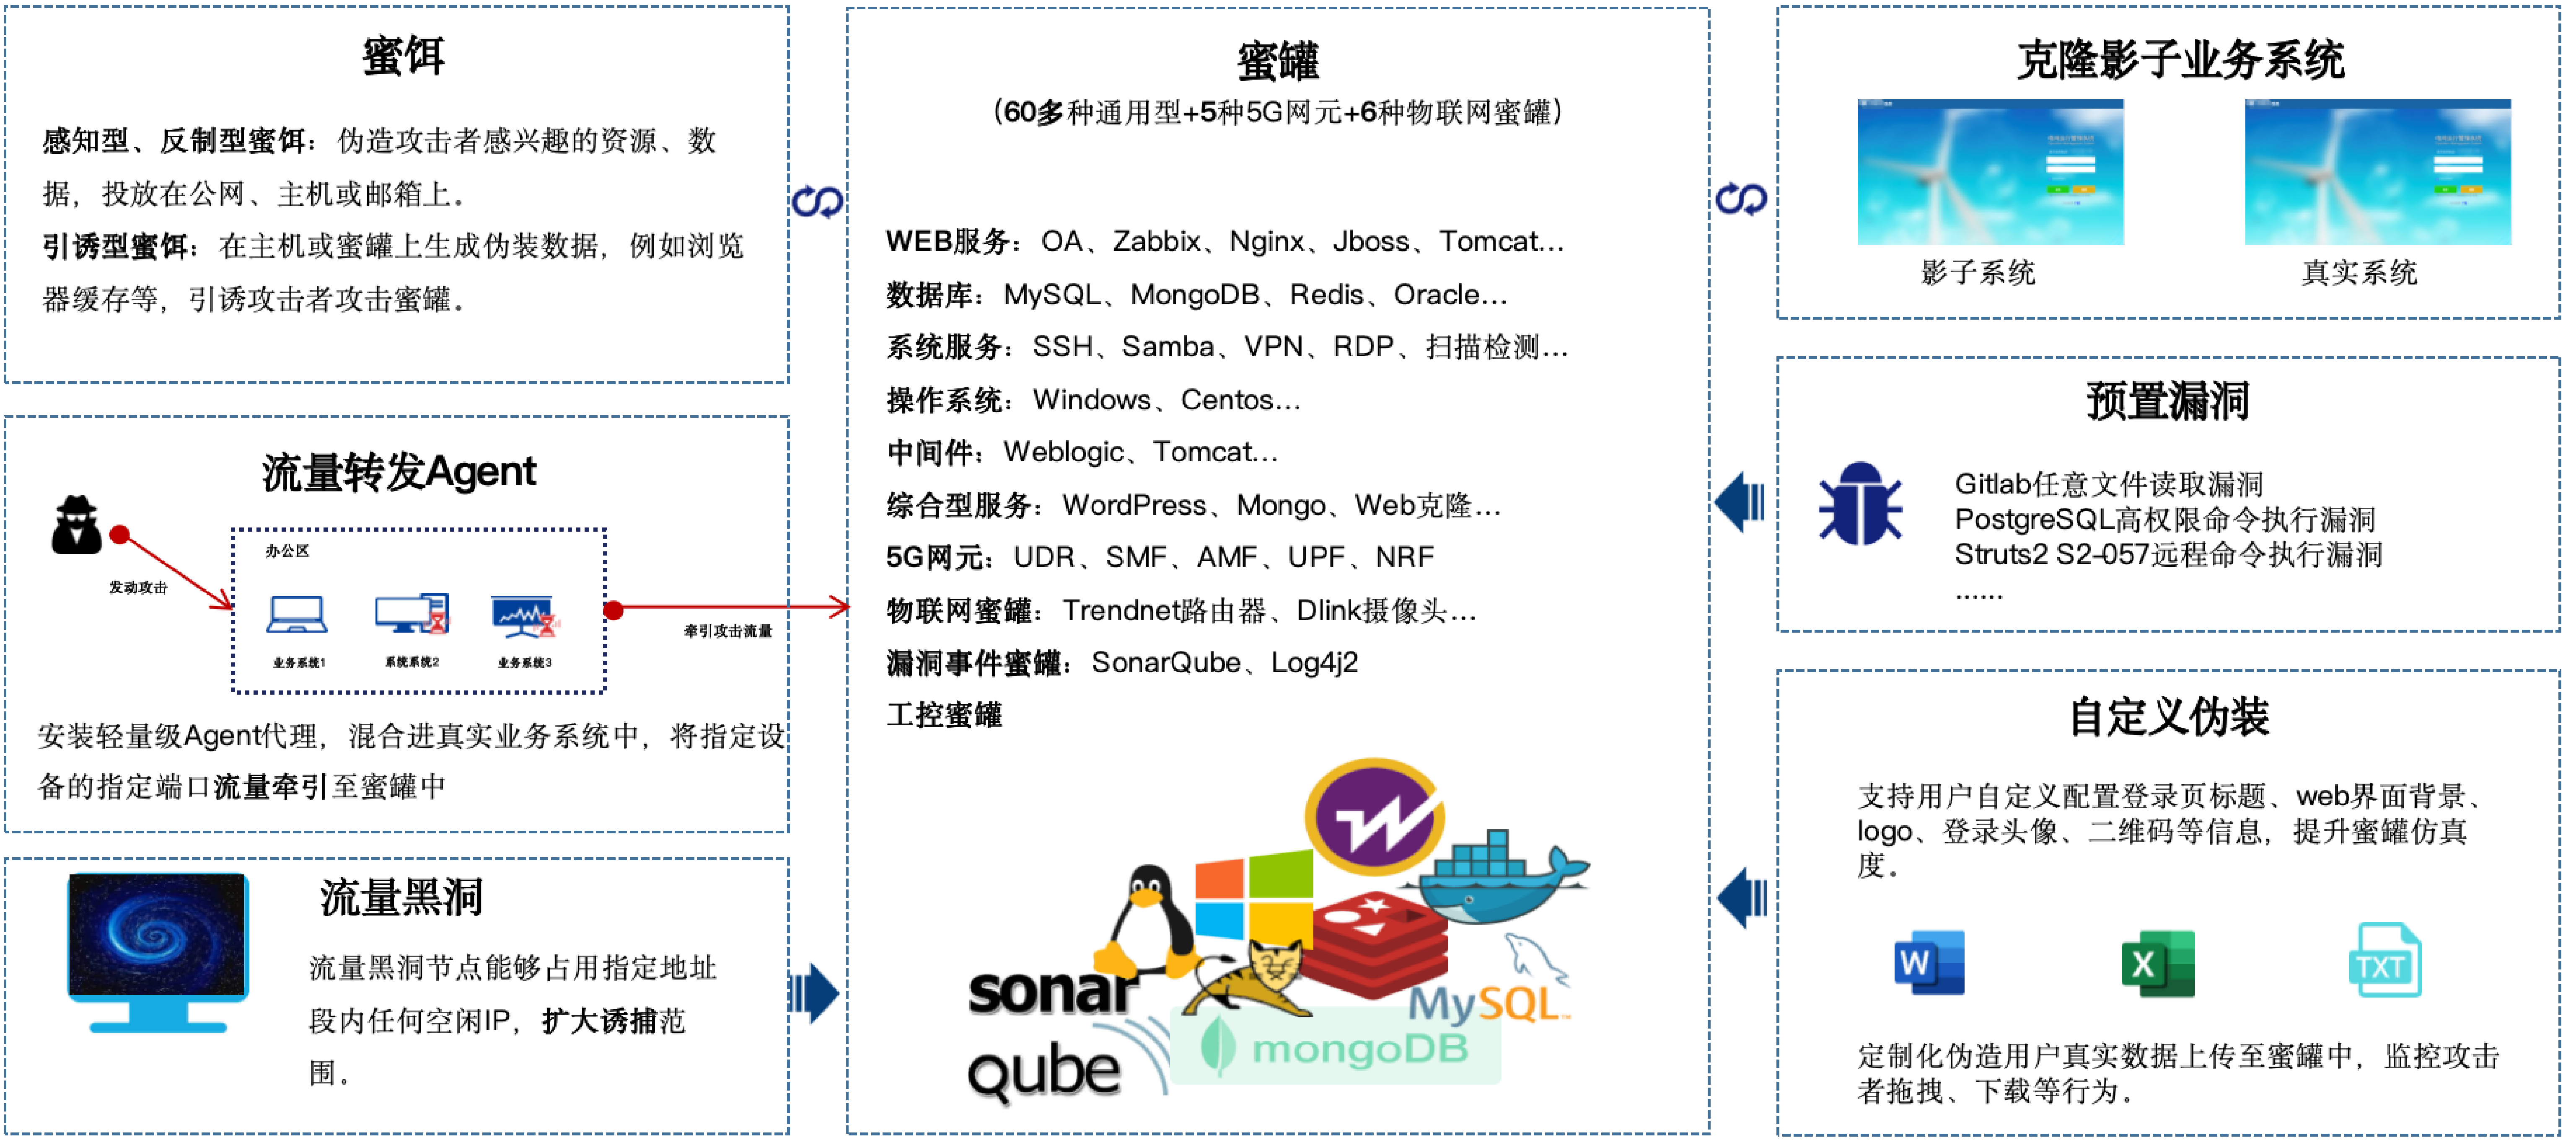 蜜饵
感知型、反制型蜜饵：伪造攻击者感兴趣的资源、数
据，投放在公网、主机或邮箱上。
引诱型蜜饵：在主机或蜜罐上生成伪装数据，例如浏览
器缓存等，引诱攻击者攻击蜜罐。
流量转发Agent
办公区
发动攻击
业务系统1
系统系统2
业务系统3
牵引攻击流量
安装轻量级Agent代理，混合进真实业务系统中，将指定设
备的指定端口流量牵引至蜜罐中
流量黑洞
流量黑洞节点能够占用指定地址
段内任何空闲IP，扩大诱捕范
围。
蜜罐
（60多种通用型+5种5G网元+6种物联网蜜罐）
WEB服务：OA、Zabbix、Nginx、Jboss、Tomcat...
数据库：MySQL、MongoDB、Redis、Oracle...
系统服务：SSH、Samba、VPN、RDP、扫描检测...
操作系统：Windows、Centos...
中间件：Weblogic、Tomcat...
综合型服务：WordPress、Mongo、Web克隆...
5G网元：UDR、SMF、AMF、UPF、NRF
物联网蜜罐：Trendnet路由器、Dlink摄像头...
漏洞事件蜜罐：SonarQube、Log4j2
工控蜜罐
sonar
qube
MySQL
mongoDB
克隆影子业务系统
影子系统
真实系统
预置漏洞
Gitlab任意文件读取漏洞
PostgreSQL高权限命令执行漏洞
Struts2 S2-057远程命令执行漏洞
......
自定义伪装
支持用户自定义配置登录页标题、web界面背景、
logo、登录头像、二维码等信息，提升蜜罐仿真
度。
W
X
TXT
定制化伪造用户真实数据上传至蜜罐中，监控攻击
者拖拽、下载等行为。